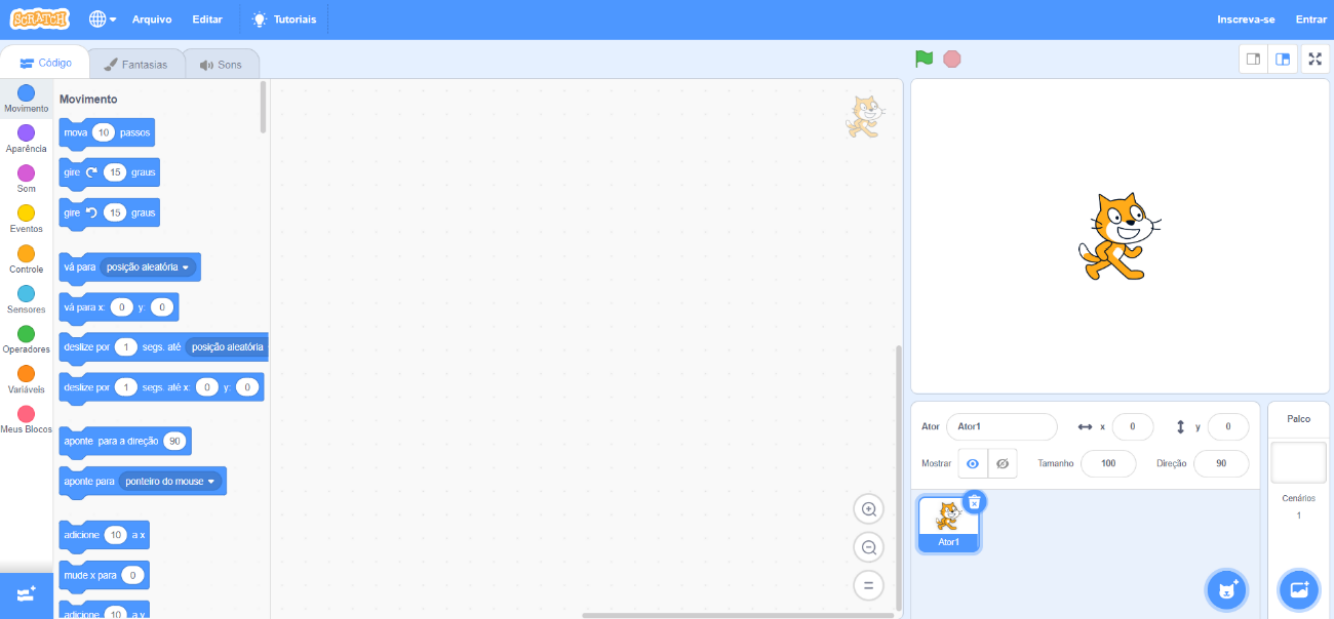 SCRATCH Arquivo Editar Tutoriais Inscreva-se Entrar
Código Fantasias Sons
Movimento
Aparência
Som
Eventos
Controle
Sensores
Operadores
Variáveis
Meus Blocos
Movimento
mova 10 passos
gire 15 graus
gire 15 graus
vá para posição aleatória
vá para x: 0 y: 0
deslize por 1 segs. até posição aleatória
deslize por 1 segs. até x: 0 y: 0
aponte para a direção 90
aponte para ponteiro do mouse
adicione 10 a x
mude x para 0
adicione 10 a y
Ator Ator1 x 0 y 0
Mostrar Tamanho 100 Direção 90
Ator1
Palco
Cenários
1